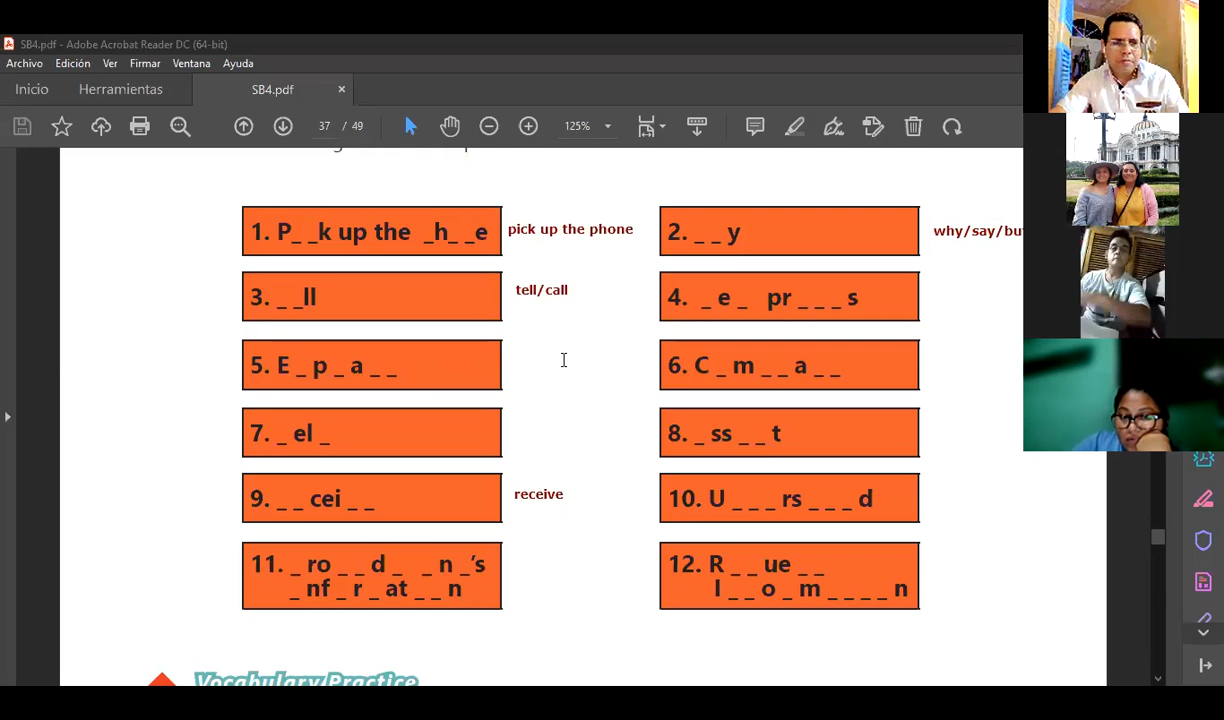 SB4.pdf - Adobe Acrobat Reader DC (64-bit)
Archivo Edición Ver Firmar Ventana Ayuda
Inicio Herramientas SB4.pdf ×
37 / 49 125%
1. P_ _k up the _h_ _e pick up the phone 2. _ _ y why/say/bu
3. _ _ll tell/call 4. _ e _ pr _ _ _ s
5. E _ p _ a _ _ 6. C _ m _ _ a _ _
7. _ el _ 8. _ ss _ _ t
9. _ _ cei _ _ receive 10. U _ _ _ rs _ _ _ d
11. _ ro _ _ d _ _ n _'s 12. R _ _ ue _ _
_ nf _ r _ at _ _ n I _ _ o _ m _ _ _ _ n
Vocabulary Practice